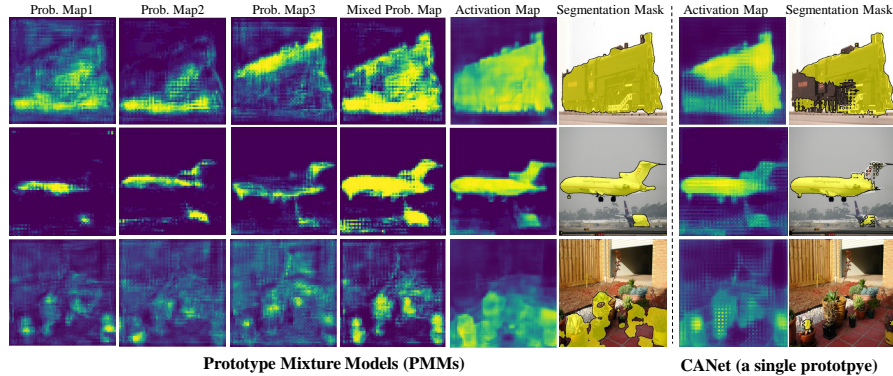 Prob. Map1 Prob. Map2 Prob. Map3 Mixed Prob. Map Activation Map Segmentation Mask Activation Map Segmentation Mask
Prototype Mixture Models (PMMs) CANet (a single prototpye)